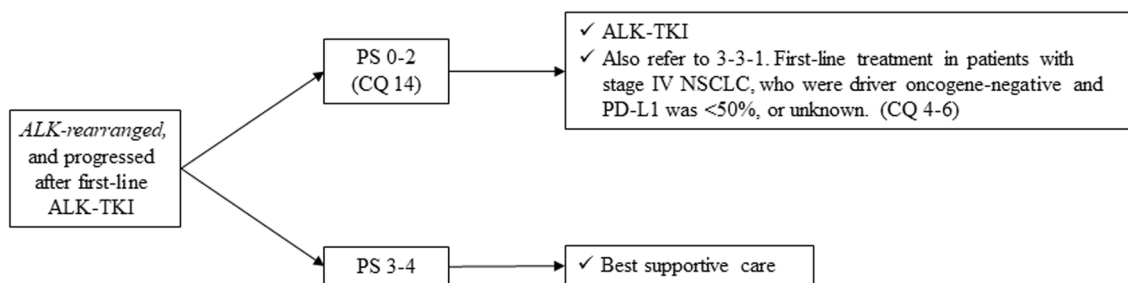 ALK-rearranged,
and progressed
after first-line
ALK-TKI
PS 0-2
(CQ 14)
✓ ALK-TKI
✓ Also refer to 3-3-1. First-line treatment in patients with
stage IV NSCLC, who were driver oncogene-negative and
PD-L1 was <50%, or unknown. (CQ 4-6)
PS 3-4
✓ Best supportive care